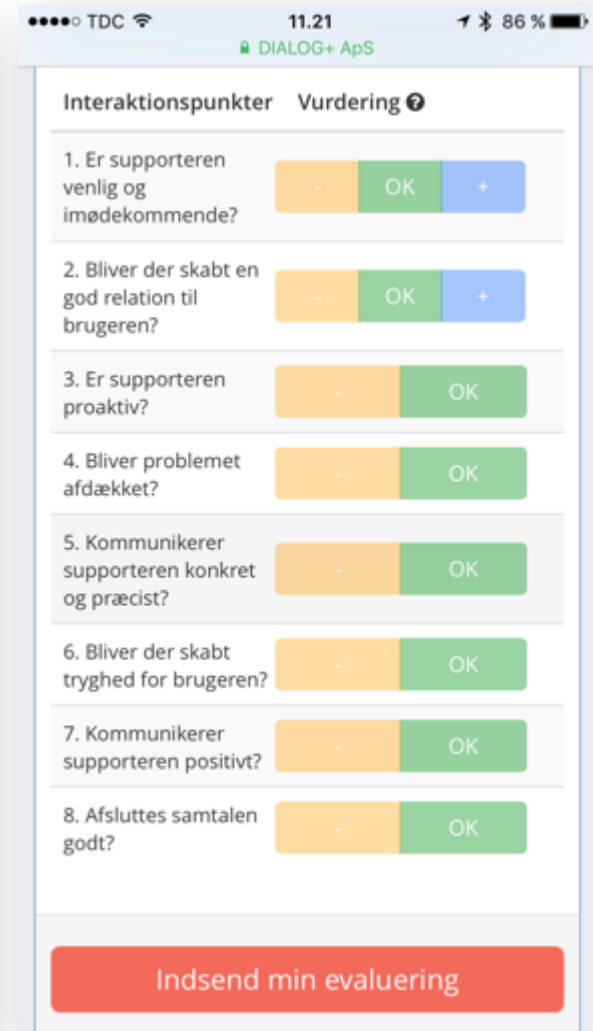 TDC 11.21 86 %
DIALOG+ ApS
Interaktionspunkter Vurdering
1. Er supporteren
venlig og
imødekommende?
- OK +
2. Bliver der skabt en
god relation til
brugeren?
- OK +
3. Er supporteren
proaktiv?
- OK
4. Bliver problemet
afdækket?
- OK
5. Kommunikerer
supporteren konkret
og præcist?
- OK
6. Bliver der skabt
tryghed for brugeren?
- OK
7. Kommunikerer
supporteren positivt?
- OK
8. Afsluttes samtalen
godt?
- OK
Indsend min evaluering